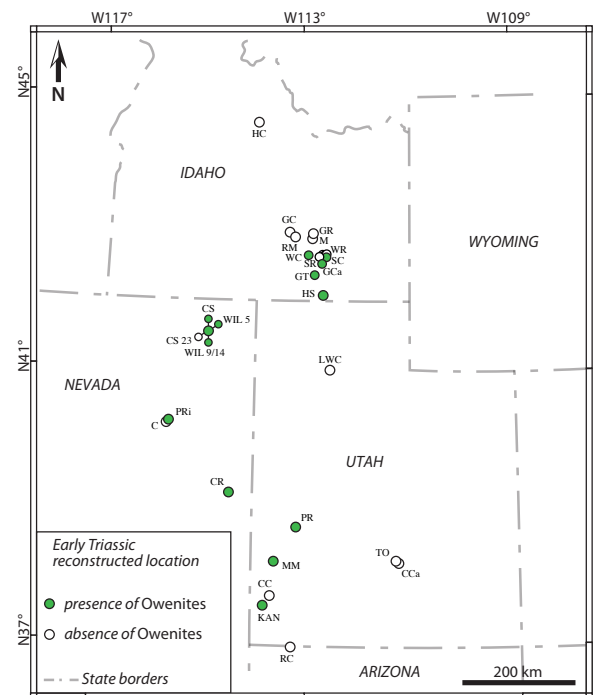 W117°
W113°
W109°
N45°
N
HC
IDAHO
GC
GR
M
RM
WR
WC
SR
SC
GCa
GT
HS
WYOMING
CS
WIL 5
CS 23
WIL 9/14
N41°
LWC
NEVADA
PRi
C
UTAH
CR
PR
TO
CCa
MM
CC
KAN
RC
N37°
ARIZONA
Early Triassic
reconstructed location
presence of Owenites
absence of Owenites
State borders
200 km